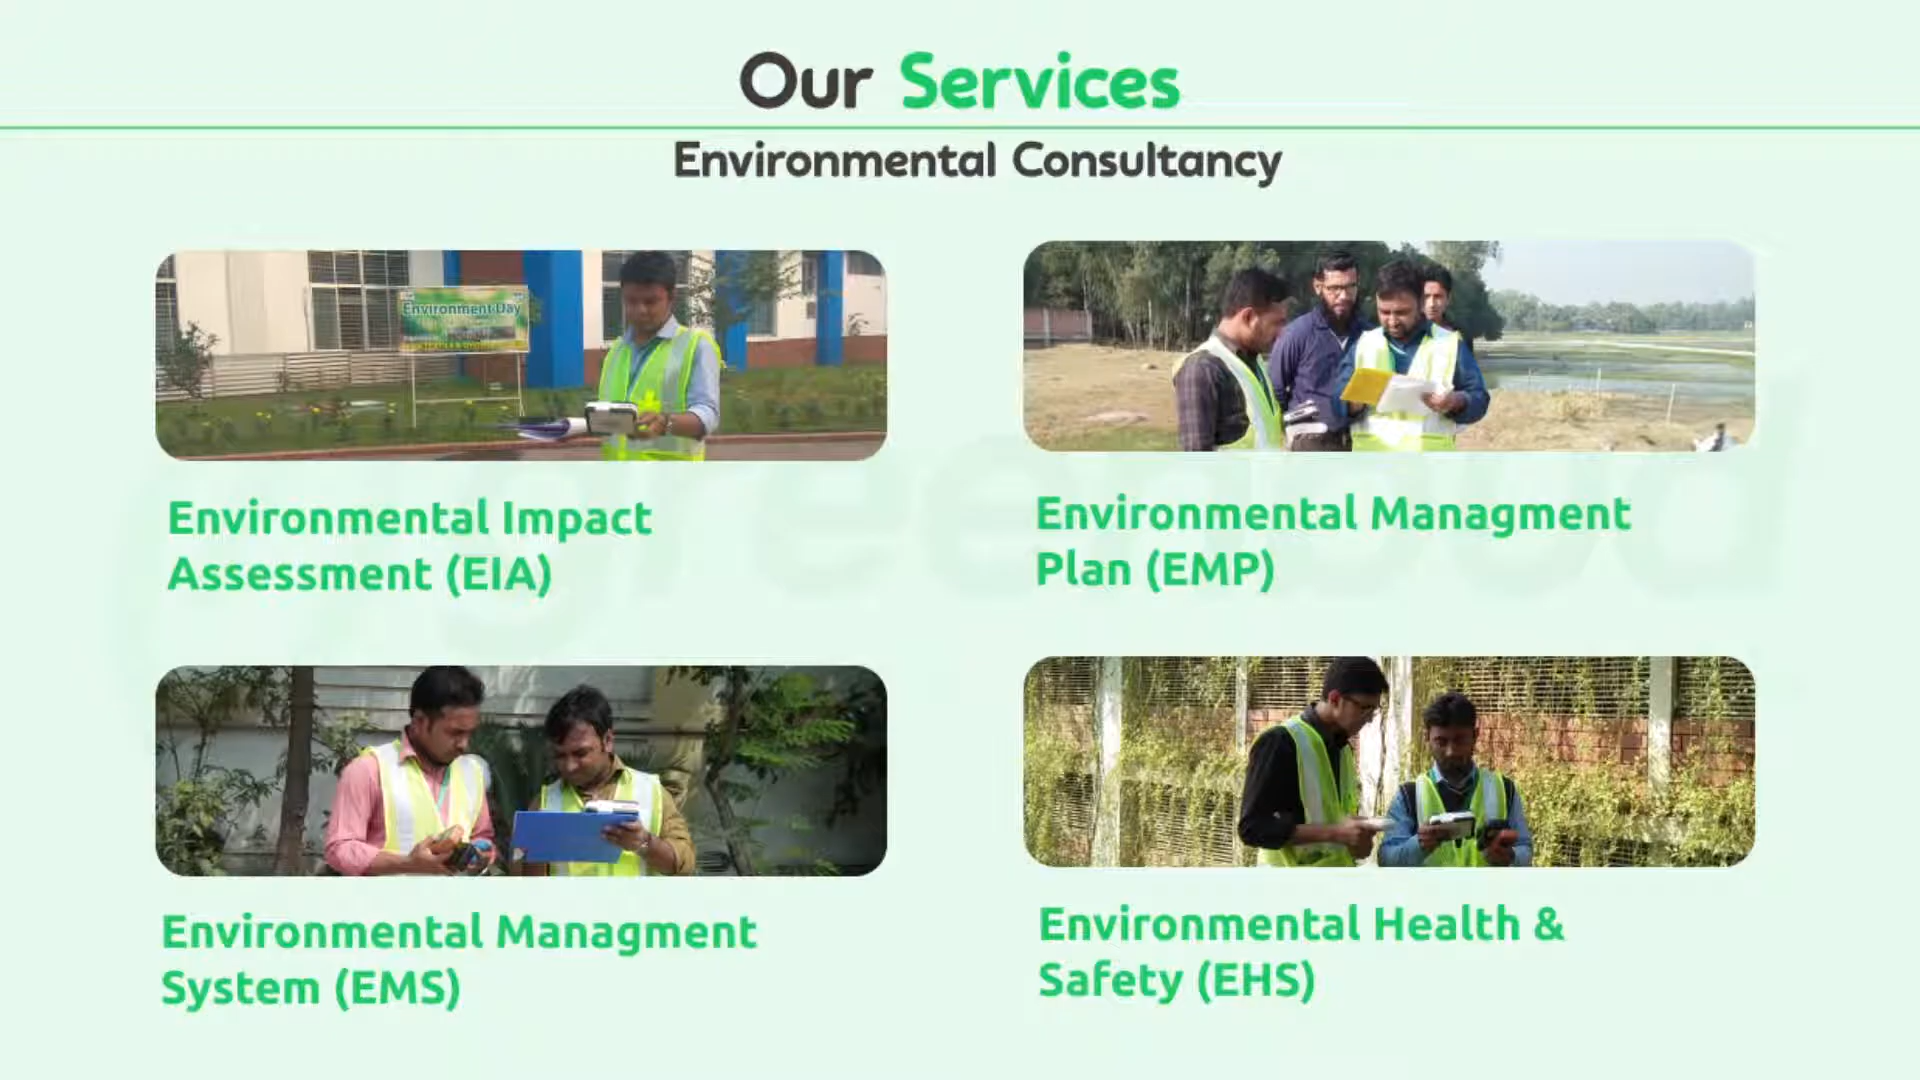 Our Services
Environmental Consultancy
Environment Day
Environmental Impact
Assessment (EIA)
Environmental Managment
Plan (EMP)
greenbud
Environmental Managment
System (EMS)
Environmental Health &
Safety (EHS)